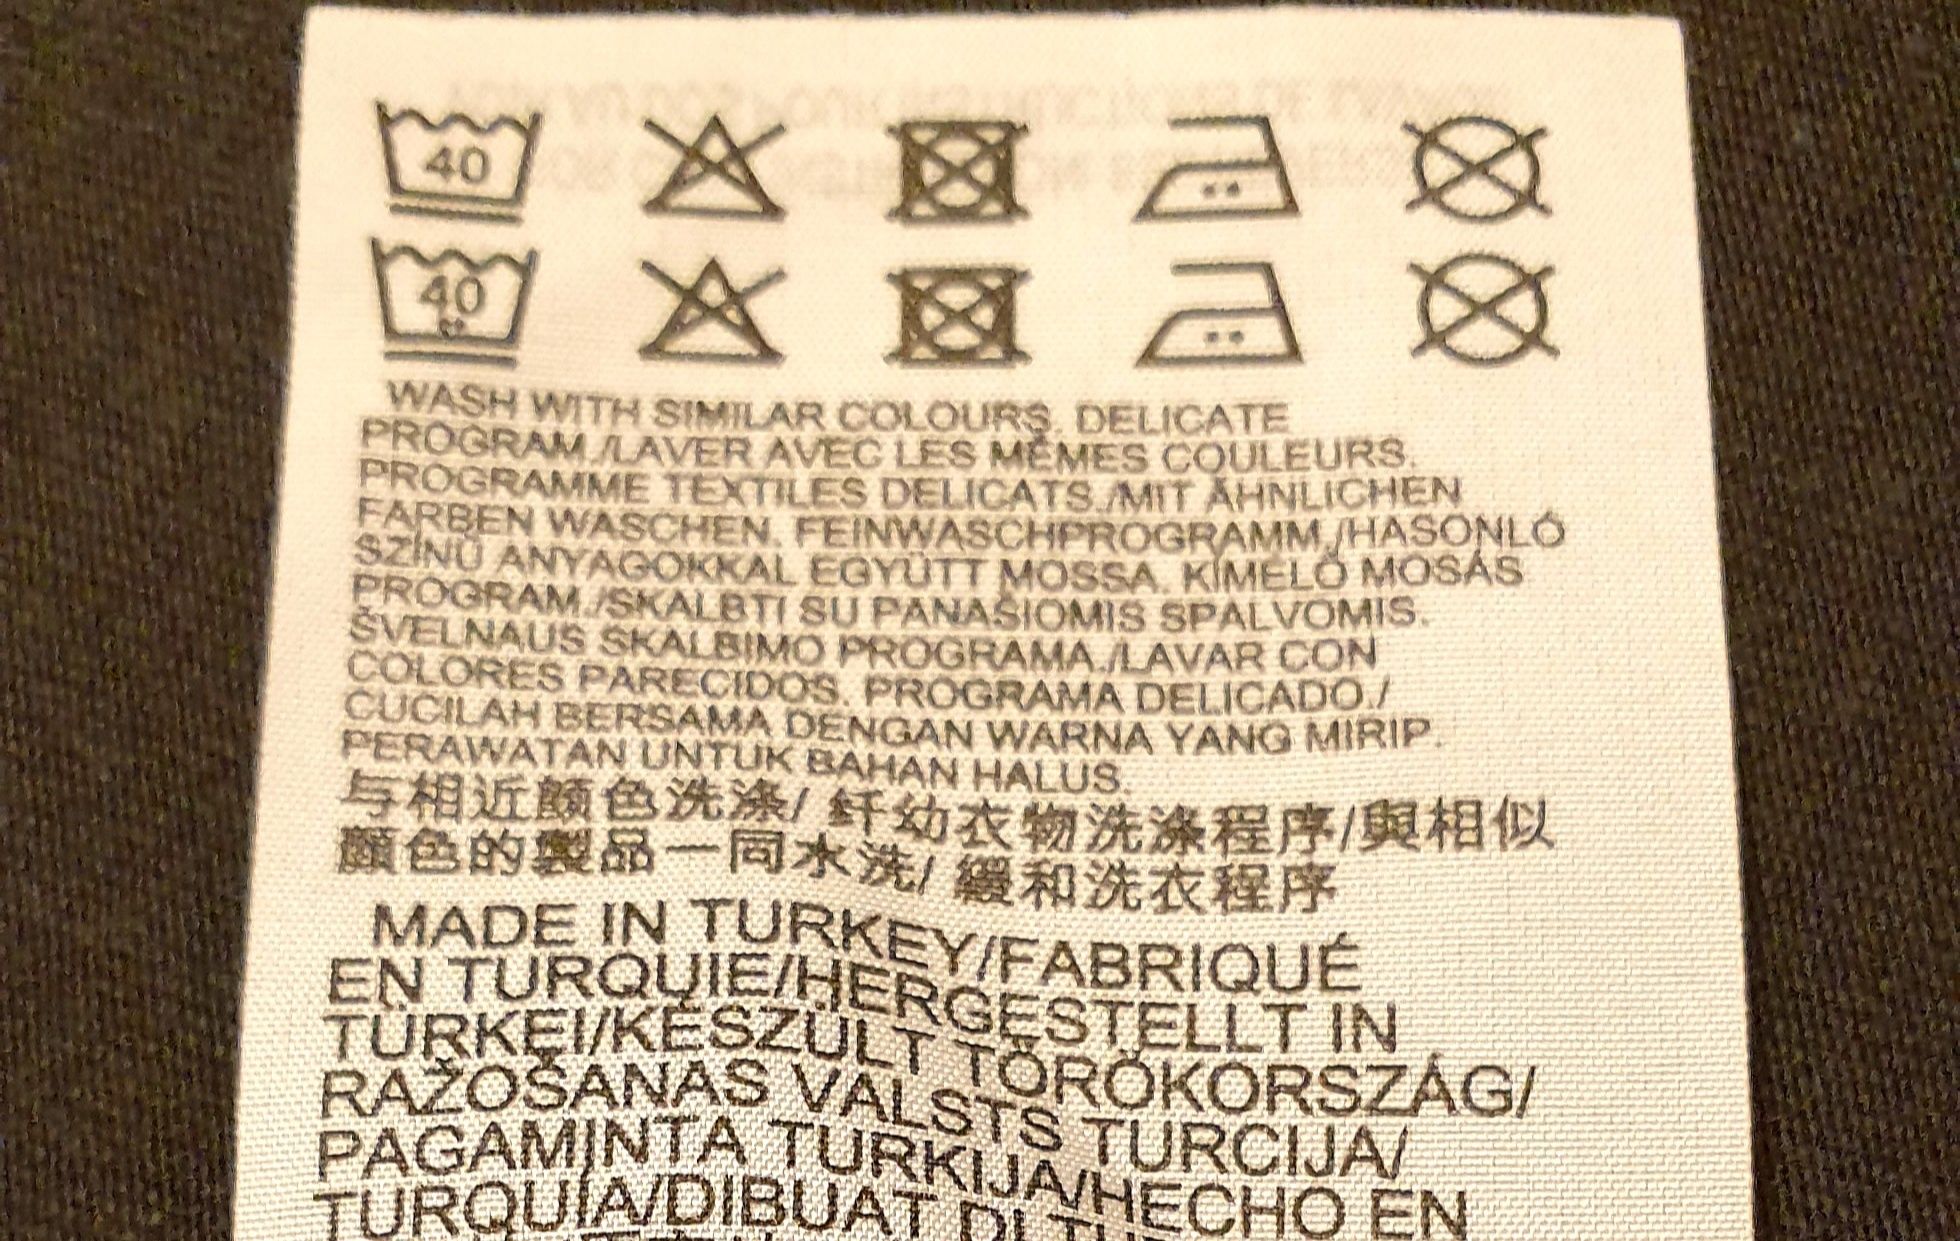 40
40
WASH WITH SIMILAR COLOURS. DELICATE
PROGRAM./LAVER AVEC LES MÊMES COULEURS.
PROGRAMME TEXTILES DELICATS./MIT ÄHNLICHEN
FARBEN WASCHEN. FEINWASCHPROGRAMM./HASONLÓ
SZÍNŰ ANYAGOKKAL EGYÜTT MOSSA. KÍMÉLŐ MOSÁS
PROGRAM./SKALBTI SU PANAŠIOMIS SPALVOMIS.
ŠVELNAUS SKALBIMO PROGRAMA./LAVAR CON
COLORES PARECIDOS. PROGRAMA DELICADO./
CUCILAH BERSAMA DENGAN WARNA YANG MIRIP.
PERAWATAN UNTUK BAHAN HALUS.
与相近颜色洗涤/ 纤幼衣物洗涤程序/與相似
顏色的製品一同水洗/ 緩和洗衣程序
MADE IN TURKEY/FABRIQUÉ
EN TURQUIE/HERGESTELLT IN
TÜRKEI/KÉSZÜLT TÖRÖKORSZÁG/
RAŽOŠANAS VALSTS TURCIJA/
PAGAMINTA TURKIJA/HECHO EN
TURQUÍA/DIBUAT DI